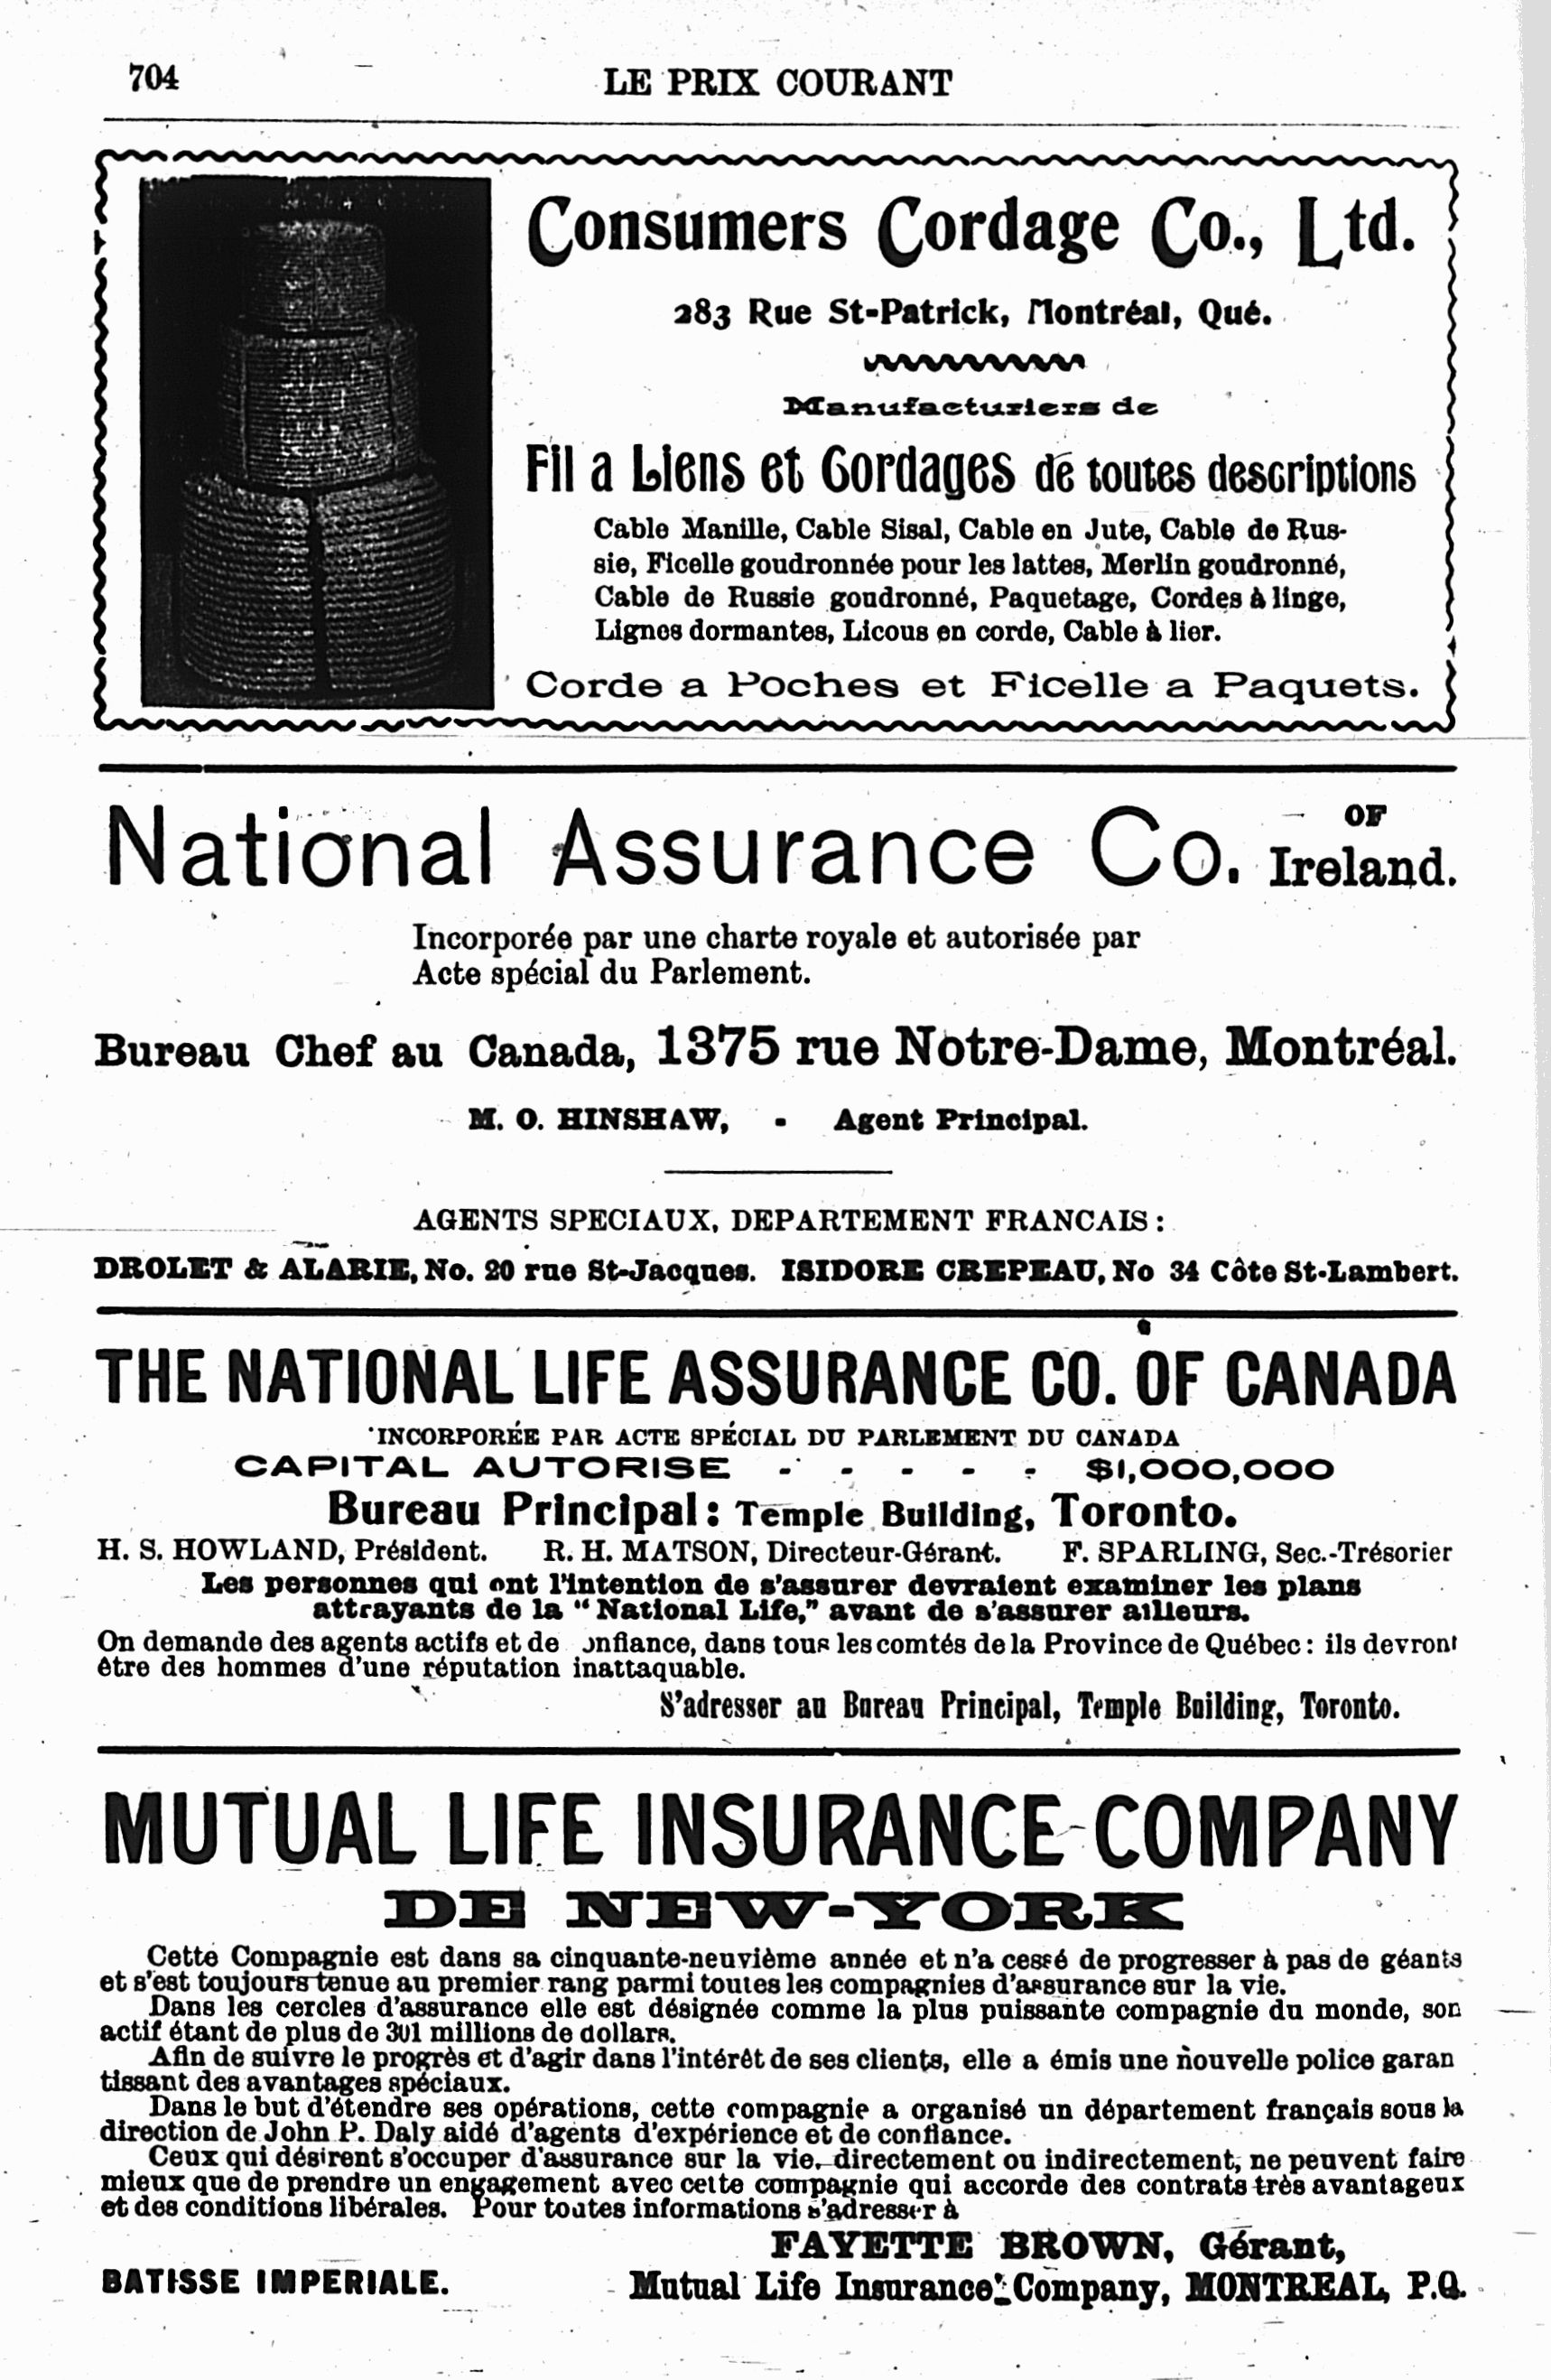 704
LE PRIX COURANT
Consumers Cordage Co., Ltd.
283 Rue St-Patrick, Montréal, Qué.
Manufacturiers de
Fil a Liens et Cordages de toutes descriptions
Cable Manille, Cable Sisal, Cable en Jute, Cable de Rus-
sie, Ficelle goudronnée pour les lattes, Merlin goudronné,
Cable de Russie goudronné, Paquetage, Cordes à linge,
Lignes dormantes, Licous en corde, Cable à lier.
Corde a Poches et Ficelle a Paquets.
National Assurance Co. OF Ireland.
Incorporée par une charte royale et autorisée par
Acte spécial du Parlement.
Bureau Chef au Canada, 1375 rue Notre-Dame, Montréal.
M. O. HINSHAW, - Agent Principal.
AGENTS SPECIAUX, DEPARTEMENT FRANCAIS :
DROLET & ALARIE, No. 20 rue St-Jacques. ISIDORE CREPEAU, No 34 Côte St-Lambert.
THE NATIONAL LIFE ASSURANCE CO. OF CANADA
INCORPORÉE PAR ACTE SPÉCIAL DU PARLEMENT DU CANADA
CAPITAL AUTORISE - - - - - $1,000,000
Bureau Principal: Temple Building, Toronto.
H. S. HOWLAND, Président. R. H. MATSON, Directeur-Gérant. F. SPARLING, Sec.-Trésorier
Les personnes qui ont l'intention de s'assurer devraient examiner les plans
attrayants de la "National Life," avant de s'assurer ailleurs.
On demande des agents actifs et de onfiance, dans tous les comtés de la Province de Québec : ils devront
être des hommes d'une réputation inattaquable.
S'adresser au Bureau Principal, Temple Building, Toronto.
MUTUAL LIFE INSURANCE COMPANY
DE NEW-YORK
Cette Compagnie est dans sa cinquante-neuvième année et n'a cessé de progresser à pas de géants
et s'est toujours tenue au premier rang parmi toutes les compagnies d'assurance sur la vie.
Dans les cercles d'assurance elle est désignée comme la plus puissante compagnie du monde, son
actif étant de plus de 301 millions de dollars.
Afin de suivre le progrès et d'agir dans l'intérêt de ses clients, elle a émis une nouvelle police garan
tissant des avantages spéciaux.
Dans le but d'étendre ses opérations, cette compagnie a organisé un département français sous la
direction de John P. Daly aidé d'agents d'expérience et de confiance.
Ceux qui désirent s'occuper d'assurance sur la vie, directement ou indirectement, ne peuvent faire
mieux que de prendre un engagement avec cette compagnie qui accorde des contrats très avantageux
et des conditions libérales. Pour toutes informations s'adresser à
FAYETTE BROWN, Gérant,
BATISSE IMPERIALE. Mutual Life Insurance Company, MONTREAL, P.Q.